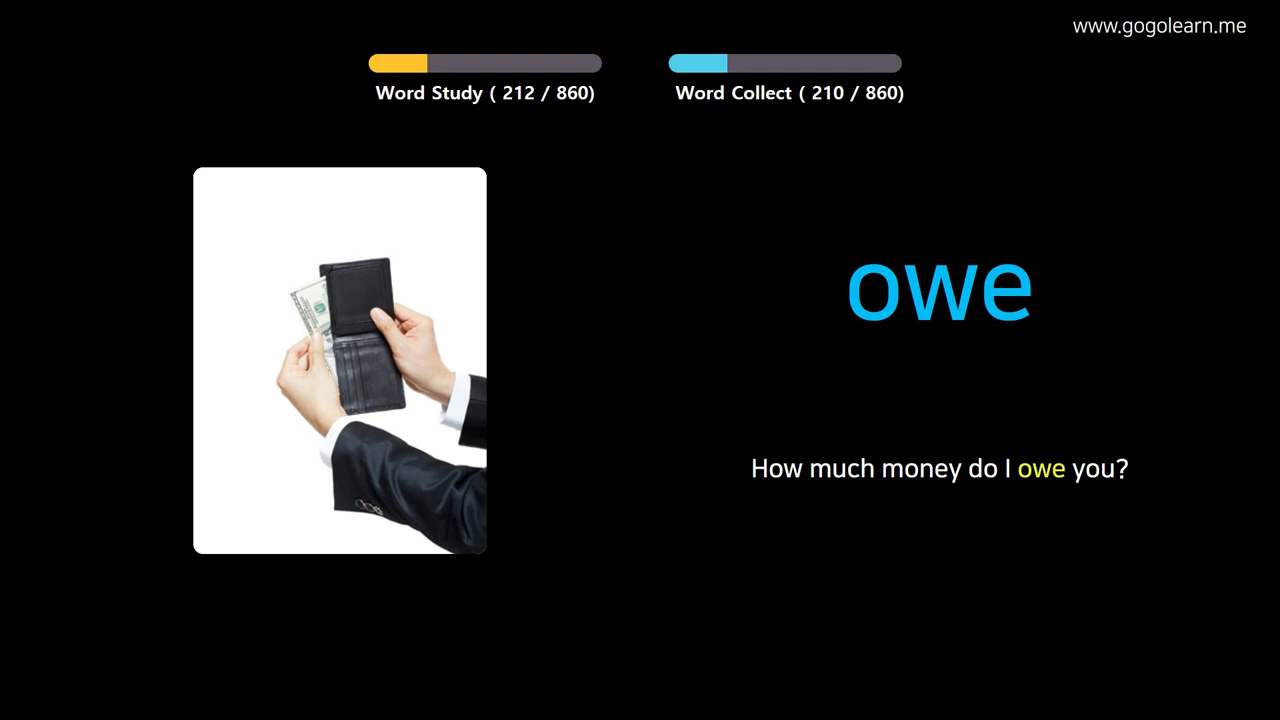 www.gogolearn.me
Word Study ( 212 / 860)
Word Collect ( 210 / 860)
owe
How much money do I owe you?